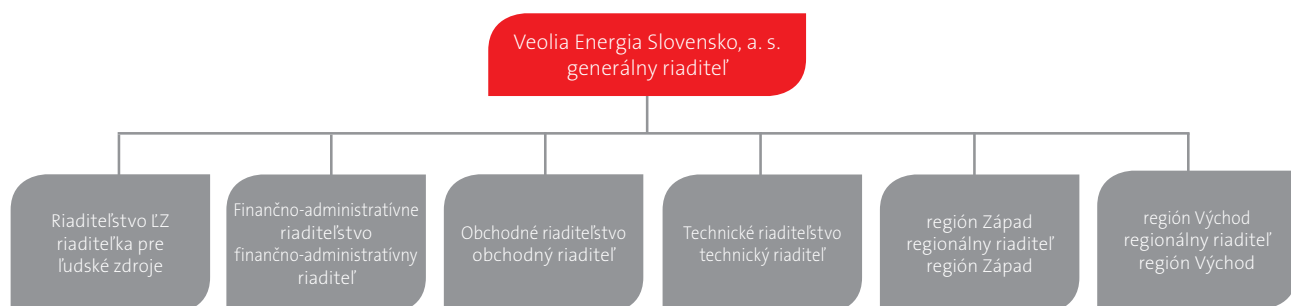 Veolia Energia Slovensko, a. s.
generálny riaditeľ
Riaditeľstvo ĽZ
riaditeľka pre
ľudské zdroje
Finančno-administratívne
riaditeľstvo
finančno-administratívny
riaditeľ
Obchodné riaditeľstvo
obchodný riaditeľ
Technické riaditeľstvo
technický riaditeľ
región Západ
regionálny riaditeľ
región Západ
región Východ
regionálny riaditeľ
región Východ